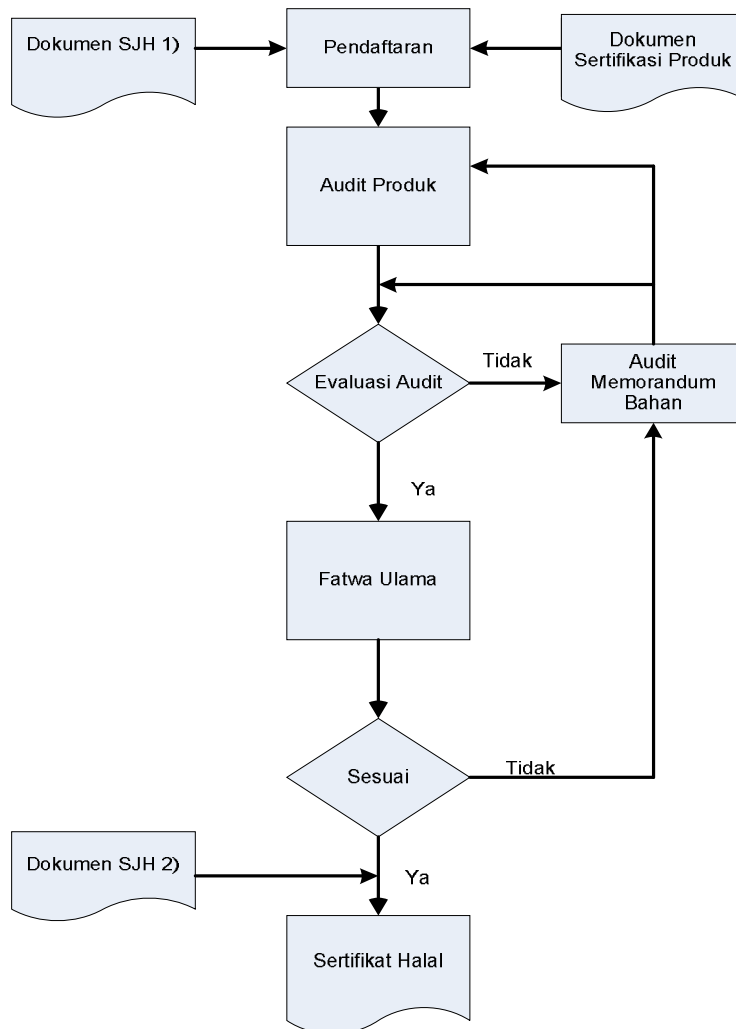 Dokumen SJH 1)
Pendaftaran
Dokumen
Sertifikasi Produk
Audit Produk
Evaluasi Audit
Tidak
Audit
Memorandum
Bahan
Ya
Fatwa Ulama
Sesuai
Tidak
Dokumen SJH 2)
Ya
Sertifikat Halal